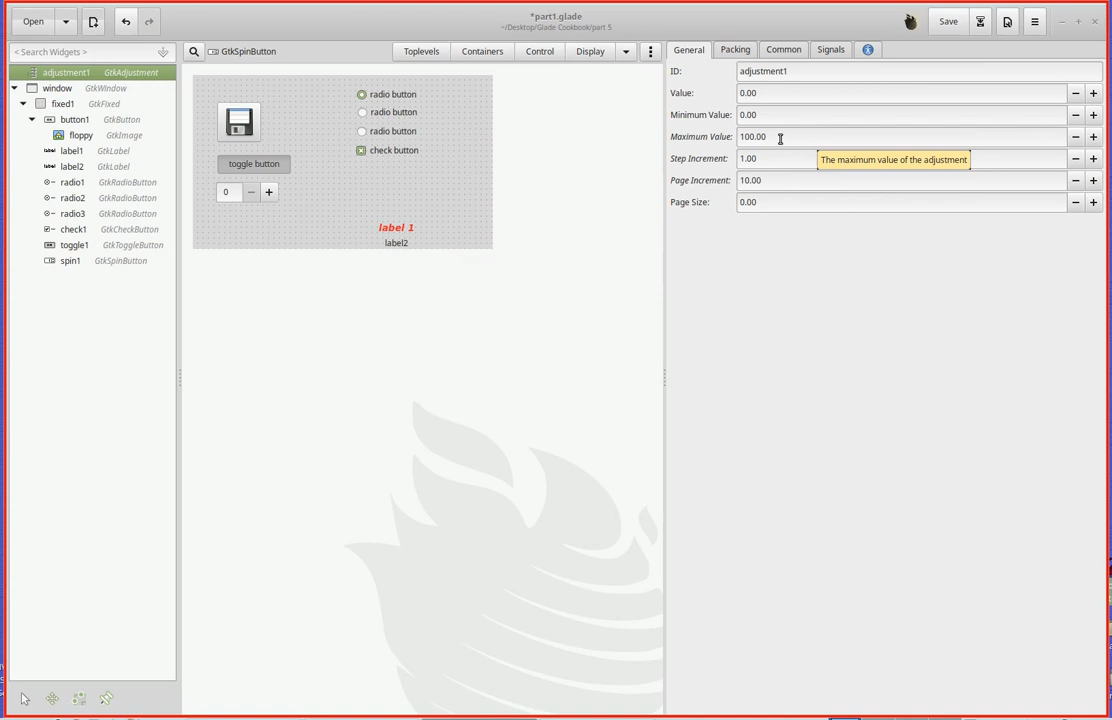 Open
*part1.glade
~/Desktop/Glade Cookbook/part 5
Save
< Search Widgets >
GtkSpinButton
Toplevels
Containers
Control
Display
General
Packing
Common
Signals
adjustment1 GtkAdjustment
window GtkWindow
fixed1 GtkFixed
button1 GtkButton
floppy GtkImage
label label1 GtkLabel
label label2 GtkLabel
radio1 GtkRadioButton
radio2 GtkRadioButton
radio3 GtkRadioButton
check1 GtkCheckButton
toggle1 GtkToggleButton
spin1 GtkSpinButton
radio button
radio button
radio button
check button
toggle button
0
label 1
label2
ID: adjustment1
Value: 0.00
Minimum Value: 0.00
Maximum Value: 100.00
Step Increment: 1.00
The maximum value of the adjustment
Page Increment: 10.00
Page Size: 0.00